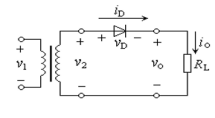 i_D
+ v_D −
+ + + i_O
v_1 v_2 v_O R_L
− − −